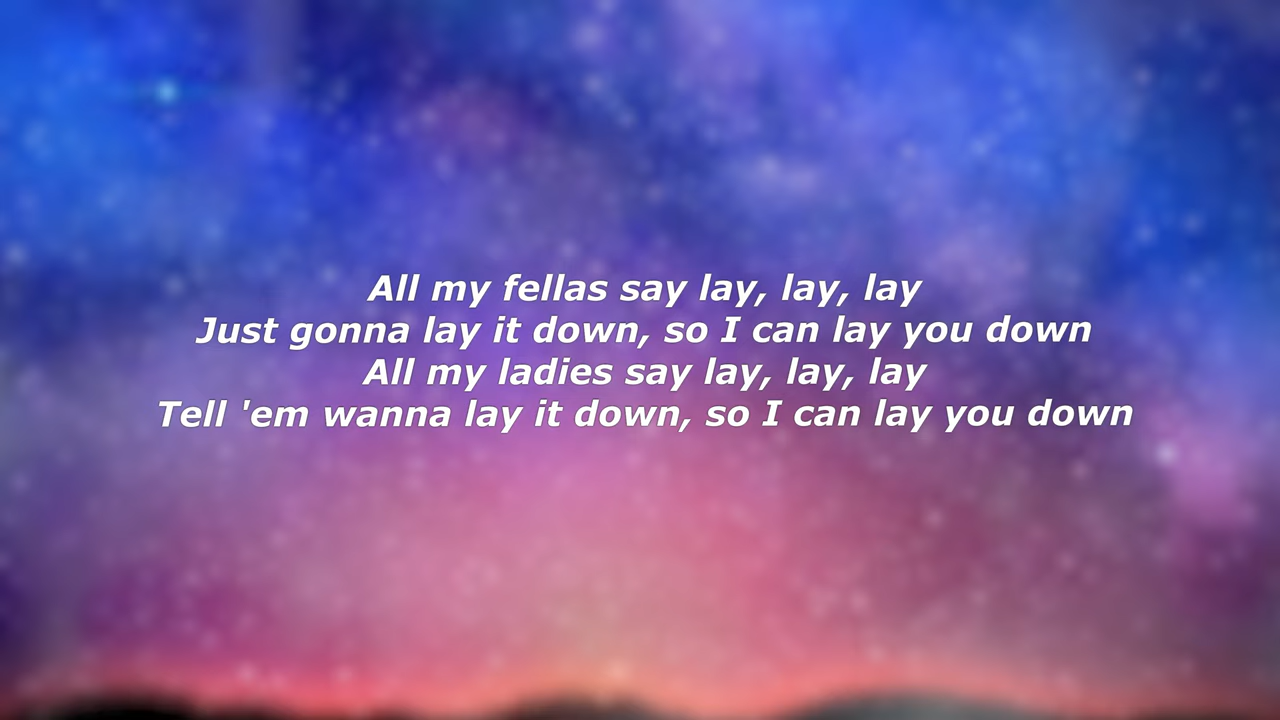 All my fellas say lay, lay, lay
Just gonna lay it down, so I can lay you down
All my ladies say lay, lay, lay
Tell 'em wanna lay it down, so I can lay you down